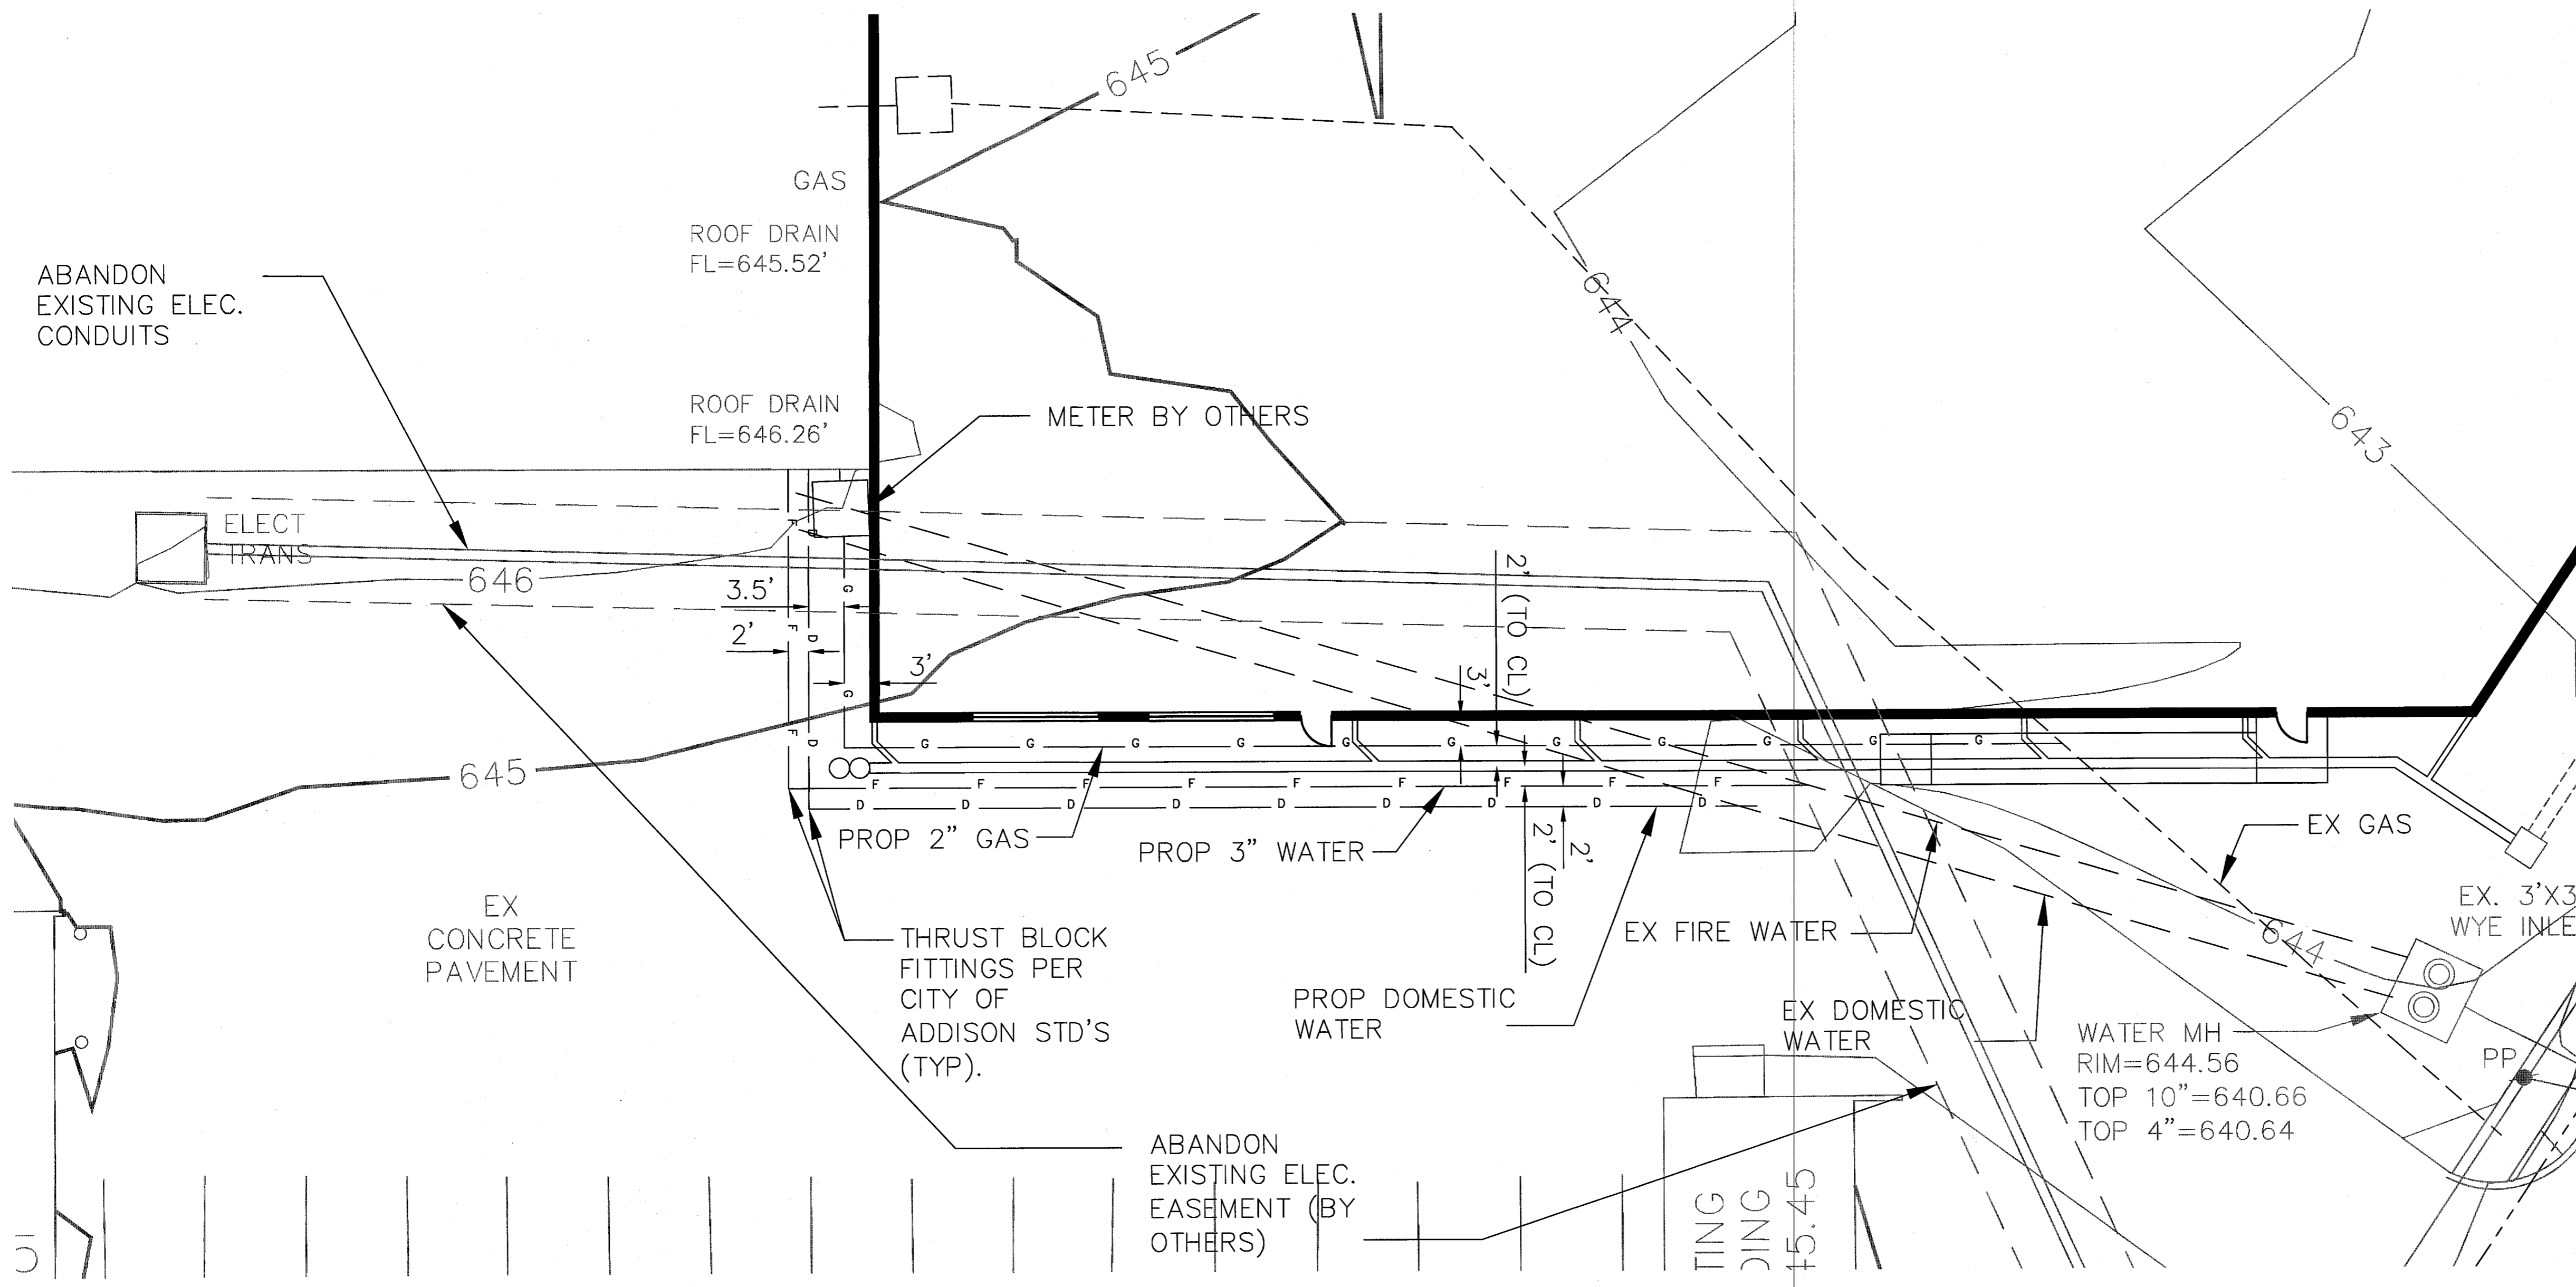 645
GAS
ROOF DRAIN
FL=645.52'
ABANDON
EXISTING ELEC.
CONDUITS
644
ROOF DRAIN
FL=646.26'
METER BY OTHERS
643
ELECT
TRANS
646
3.5'
2'
3'
2' (TO CL)
3'
G
G
F
F
F
D
D
645
G G G G G G G G G G G
F F F F F F F F F
D D D D D D D D D
PROP 2" GAS
PROP 3" WATER
2' (TO CL)
2'
EX GAS
EX
CONCRETE
PAVEMENT
THRUST BLOCK
FITTINGS PER
CITY OF
ADDISON STD'S
(TYP).
EX FIRE WATER
EX. 3'X3
WYE INLE
644
PROP DOMESTIC
WATER
EX DOMESTIC
WATER
WATER MH
RIM=644.56
TOP 10"=640.66
TOP 4"=640.64
PP
ABANDON
EXISTING ELEC.
EASEMENT (BY
OTHERS)
TING
DING
45.45